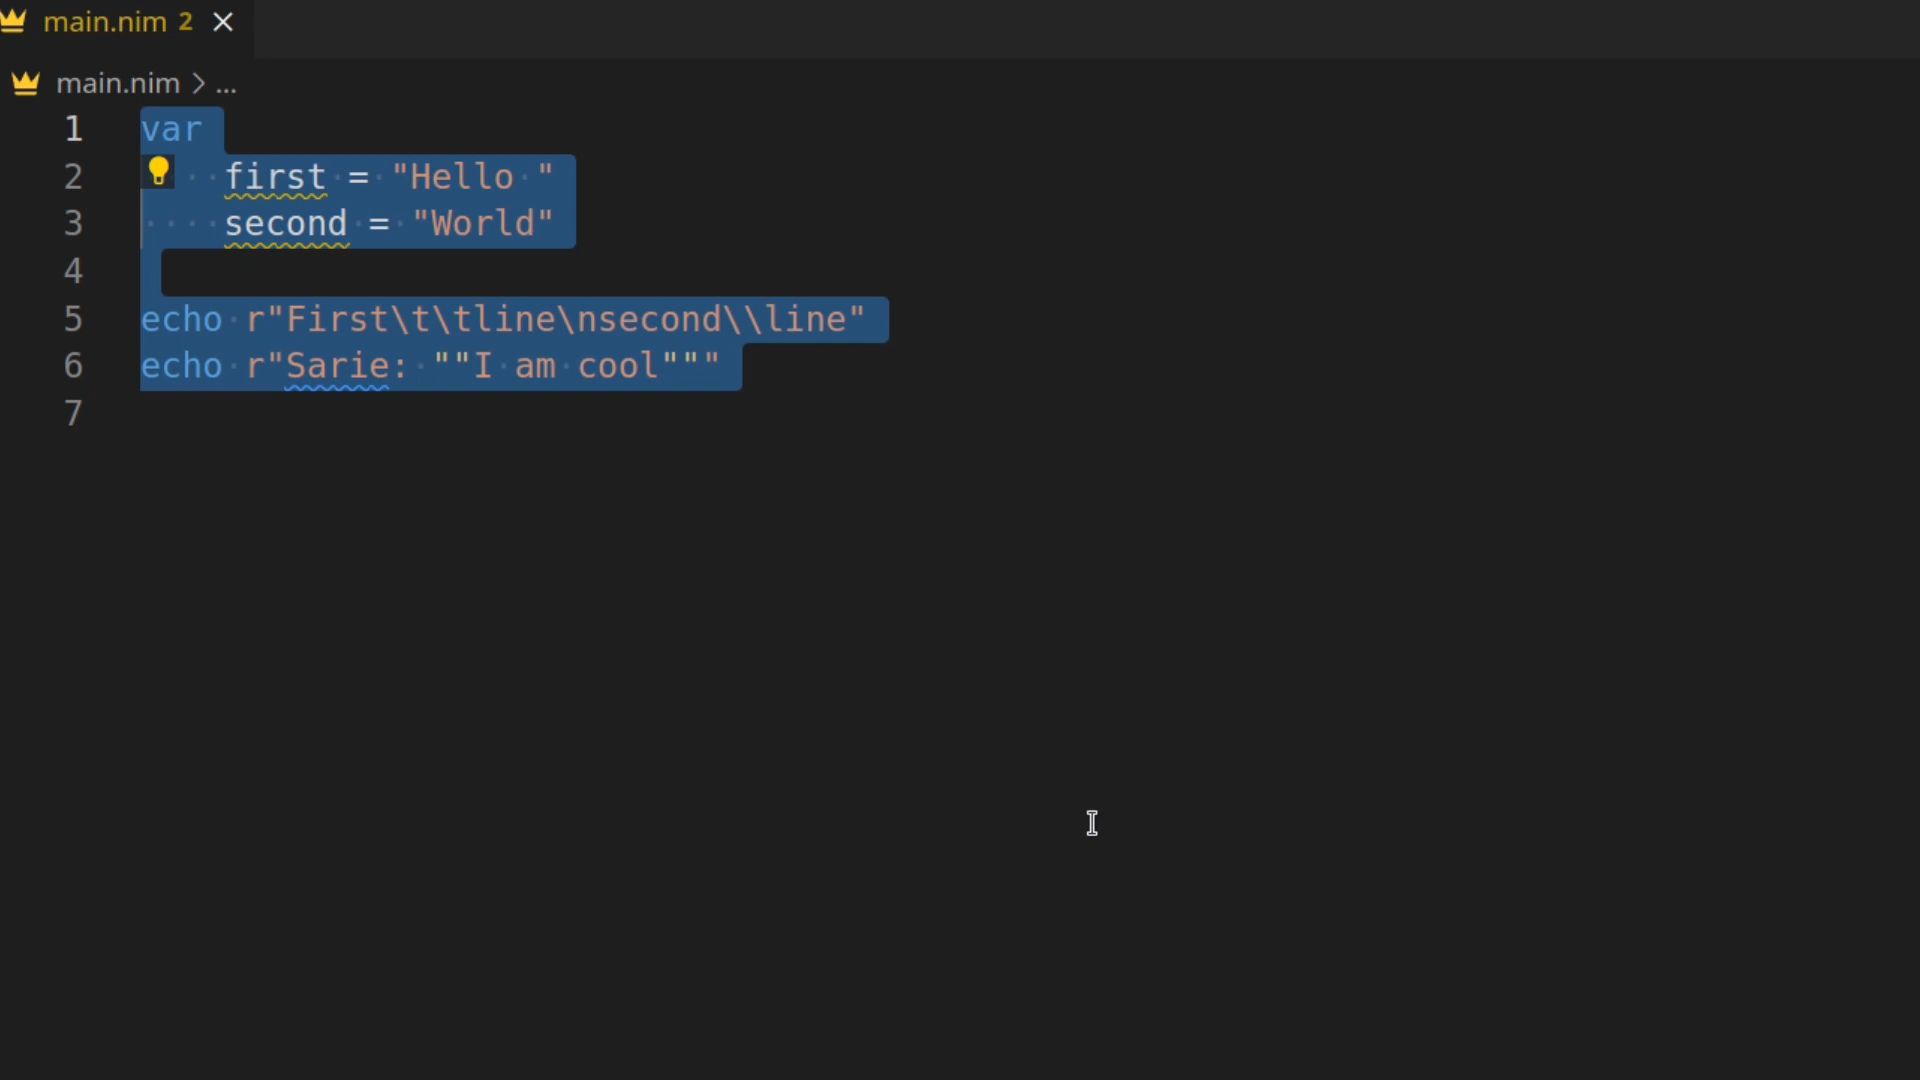 main.nim 2
main.nim > ...
1 var
2     first = "Hello "
3     second = "World"
4
5 echo r"First\t\tline\nsecond\\line"
6 echo r"Sarie: ""I am cool"""
7